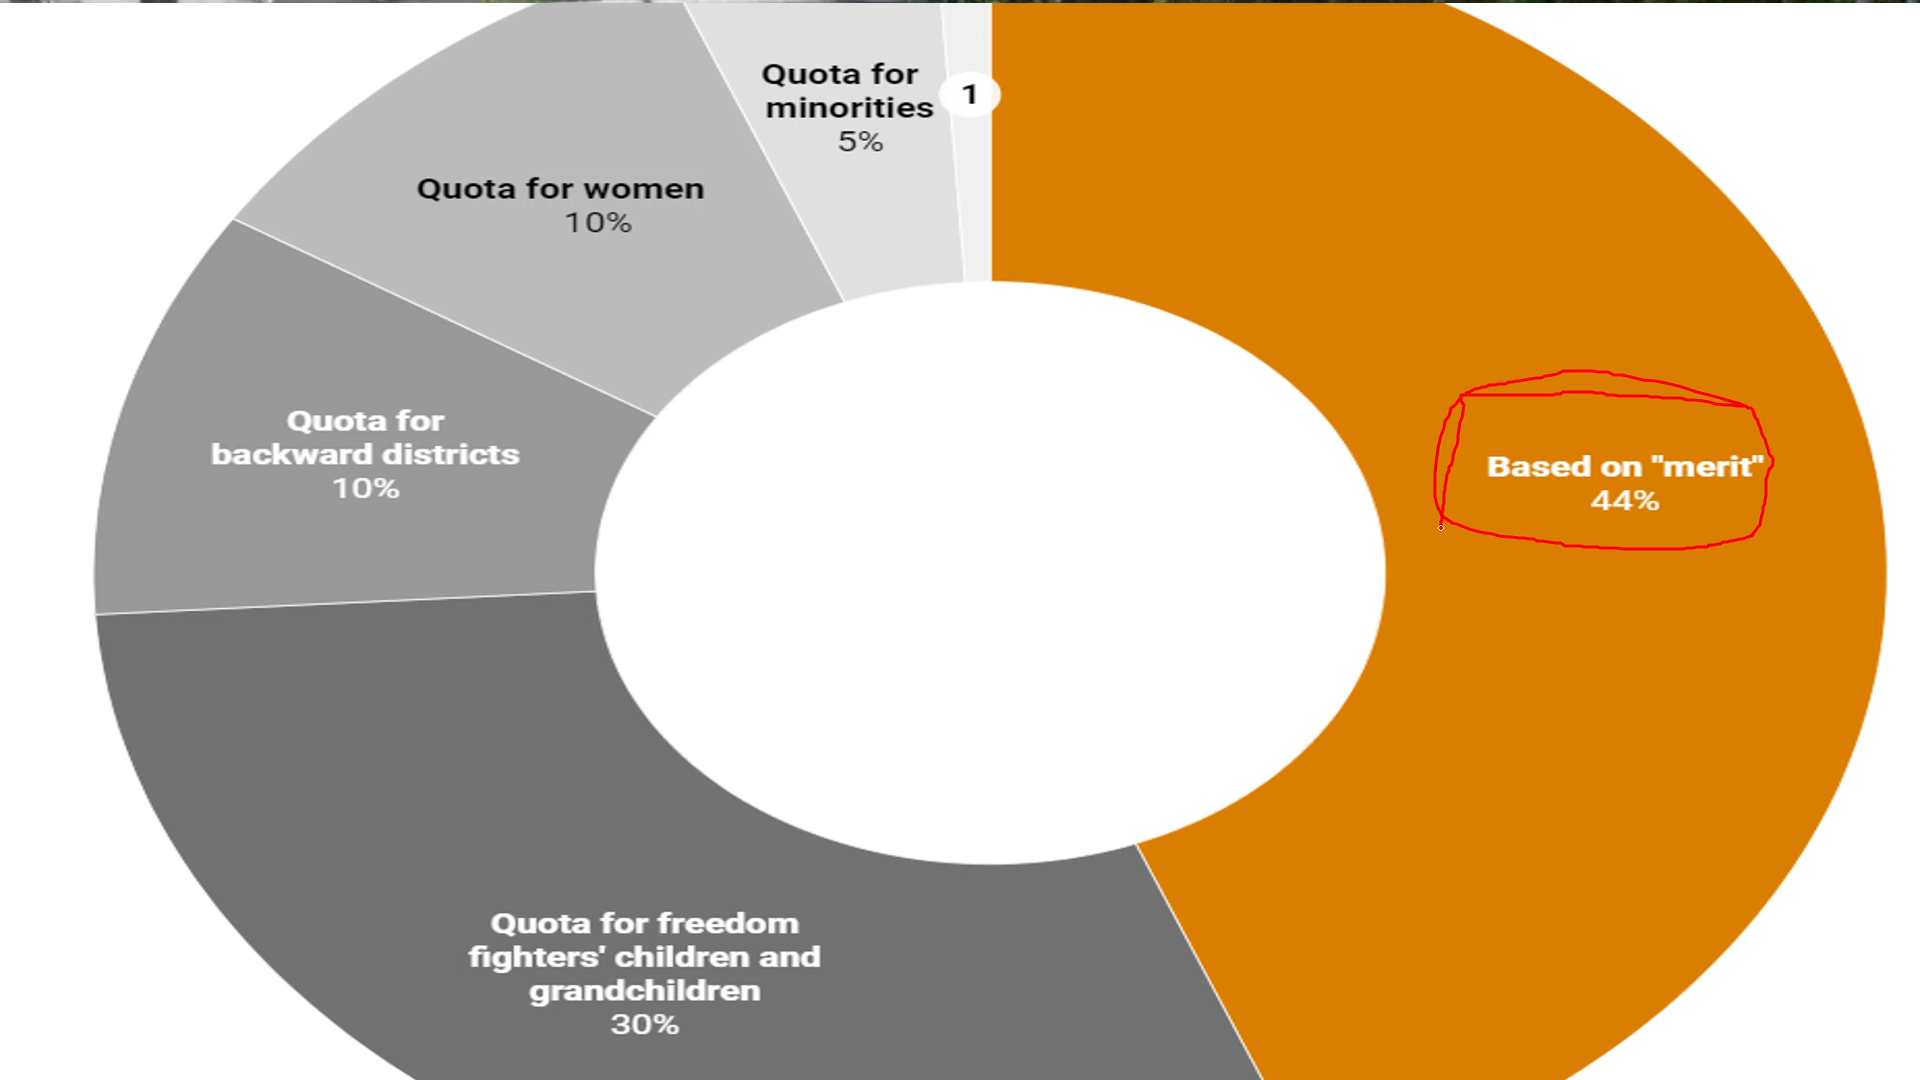 Quota for
minorities
5%
1
Quota for women
10%
Quota for
backward districts
10%
Based on "merit"
44%
Quota for freedom
fighters' children and
grandchildren
30%